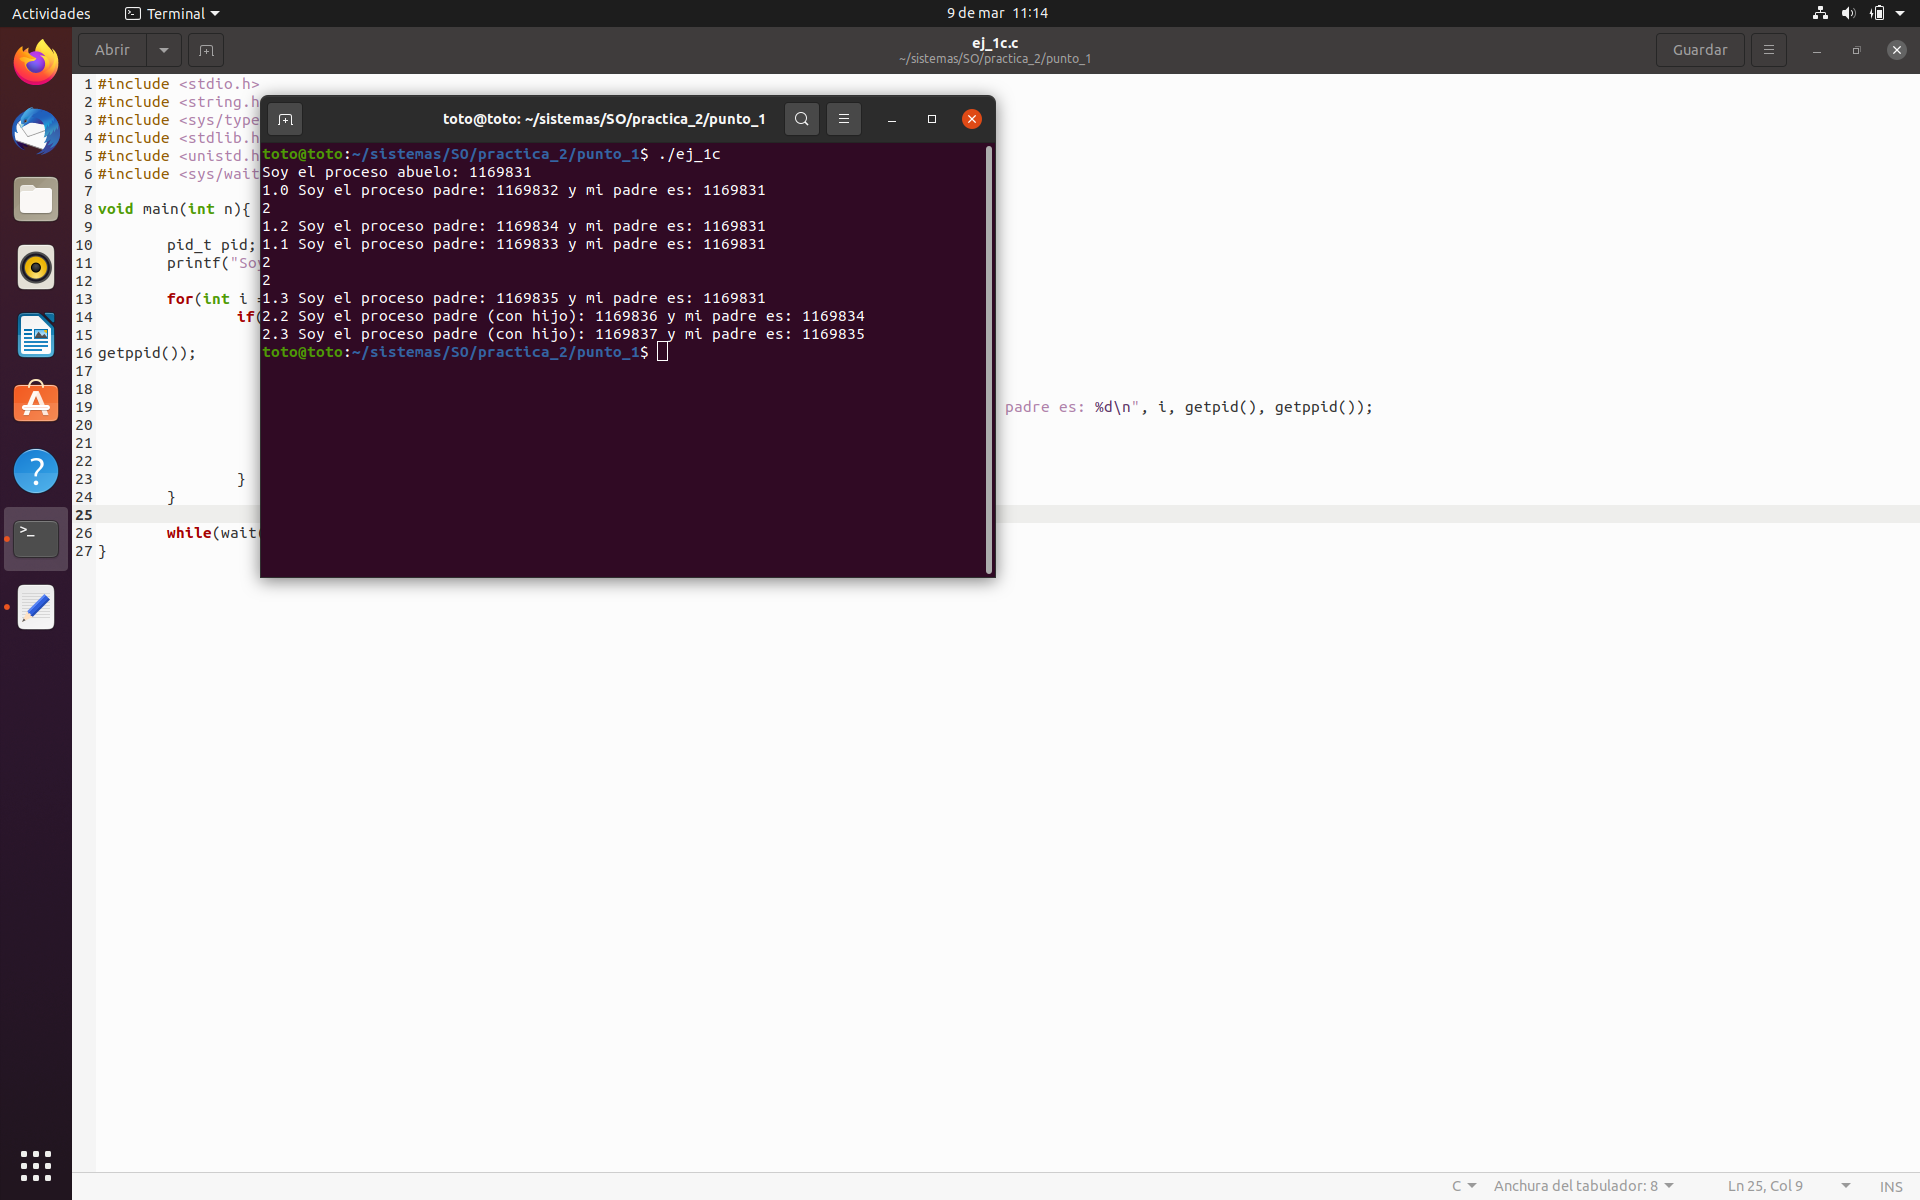 Actividades
Terminal
9 de mar 11:14
Abrir
ej_1c.c
~/sistemas/SO/practica_2/punto_1
Guardar
1 #include <stdio.h>
2 #include <string.h
3 #include <sys/type
4 #include <stdlib.h
5 #include <unistd.h
6 #include <sys/wait
7
8 void main(int n){
9
10 pid_t pid;
11 printf("So
12
13 for(int i =
14 if(
15
16 getppid());
17
18
19 padre es: %d\n", i, getpid(), getppid());
20
21
22
23 }
24 }
25
26 while(wait(
27 }
toto@toto: ~/sistemas/SO/practica_2/punto_1
toto@toto:~/sistemas/SO/practica_2/punto_1$ ./ej_1c
Soy el proceso abuelo: 1169831
1.0 Soy el proceso padre: 1169832 y mi padre es: 1169831
2
1.2 Soy el proceso padre: 1169834 y mi padre es: 1169831
1.1 Soy el proceso padre: 1169833 y mi padre es: 1169831
2
2
1.3 Soy el proceso padre: 1169835 y mi padre es: 1169831
2.2 Soy el proceso padre (con hijo): 1169836 y mi padre es: 1169834
2.3 Soy el proceso padre (con hijo): 1169837 y mi padre es: 1169835
toto@toto:~/sistemas/SO/practica_2/punto_1$
C
Anchura del tabulador: 8
Ln 25, Col 9
INS